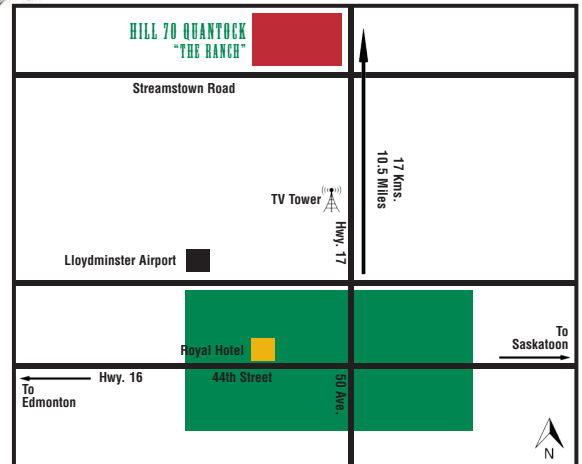 HILL 70 QUANTOCK
"THE RANCH"
Streamstown Road
17 Kms.
10.5 Miles
TV Tower
Hwy. 17
Lloydminster Airport
Royal Hotel
To
Saskatoon
Hwy. 16
44th Street
50 Ave.
To
Edmonton
N